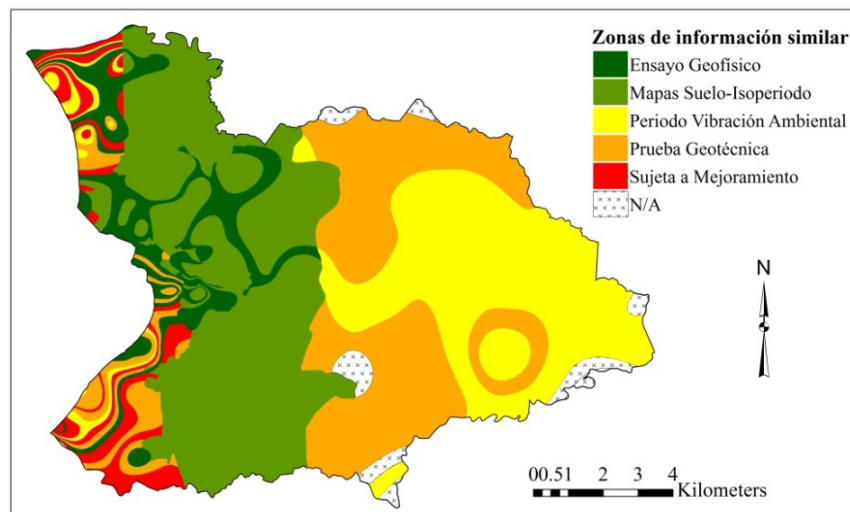 Zonas de información similar
Ensayo Geofísico
Mapas Suelo-Isoperiodo
Periodo Vibración Ambiental
Prueba Geotécnica
Sujeta a Mejoramiento
N/A
N
00.51 2 3 4
Kilometers